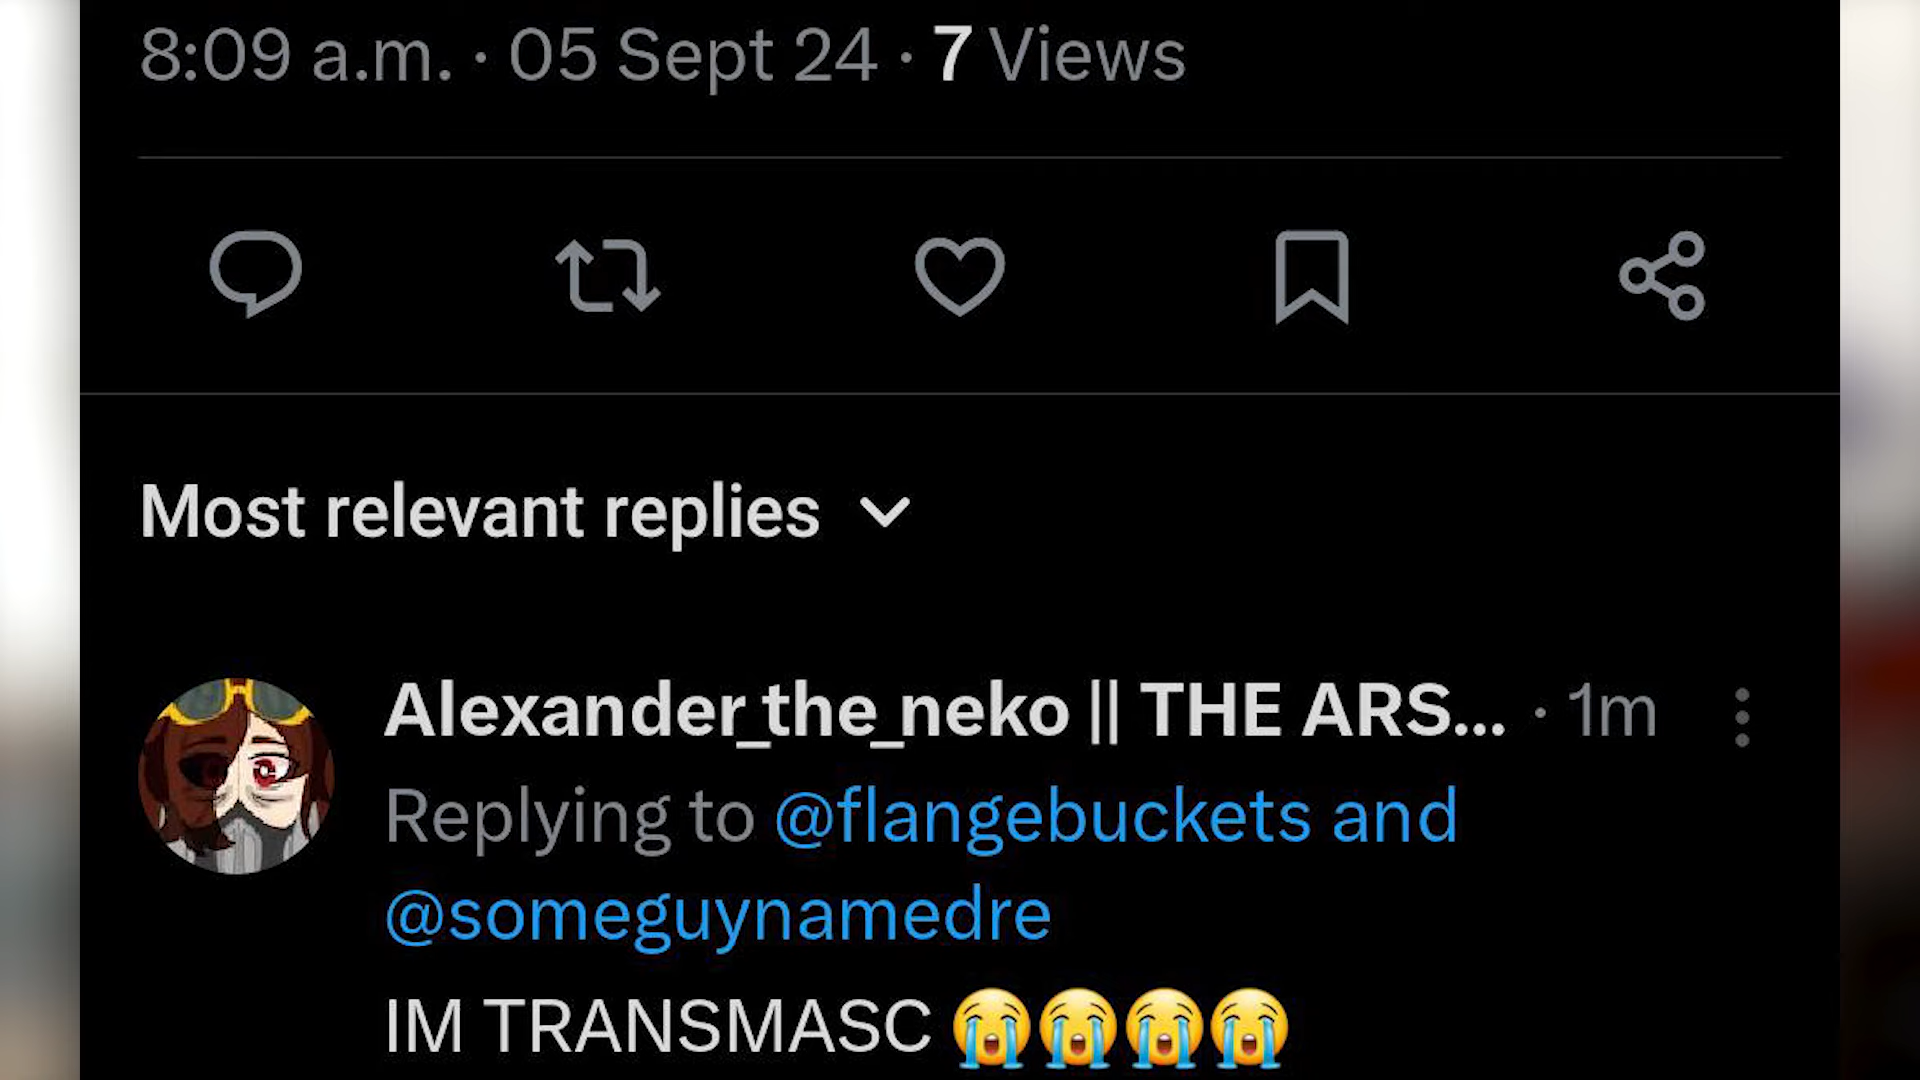 8:09 a.m. · 05 Sept 24 · 7 Views
Most relevant replies
Alexander_the_neko || THE ARS... · 1m
Replying to @flangebuckets and
@someguynamedre
IM TRANSMASC 😭😭😭😭